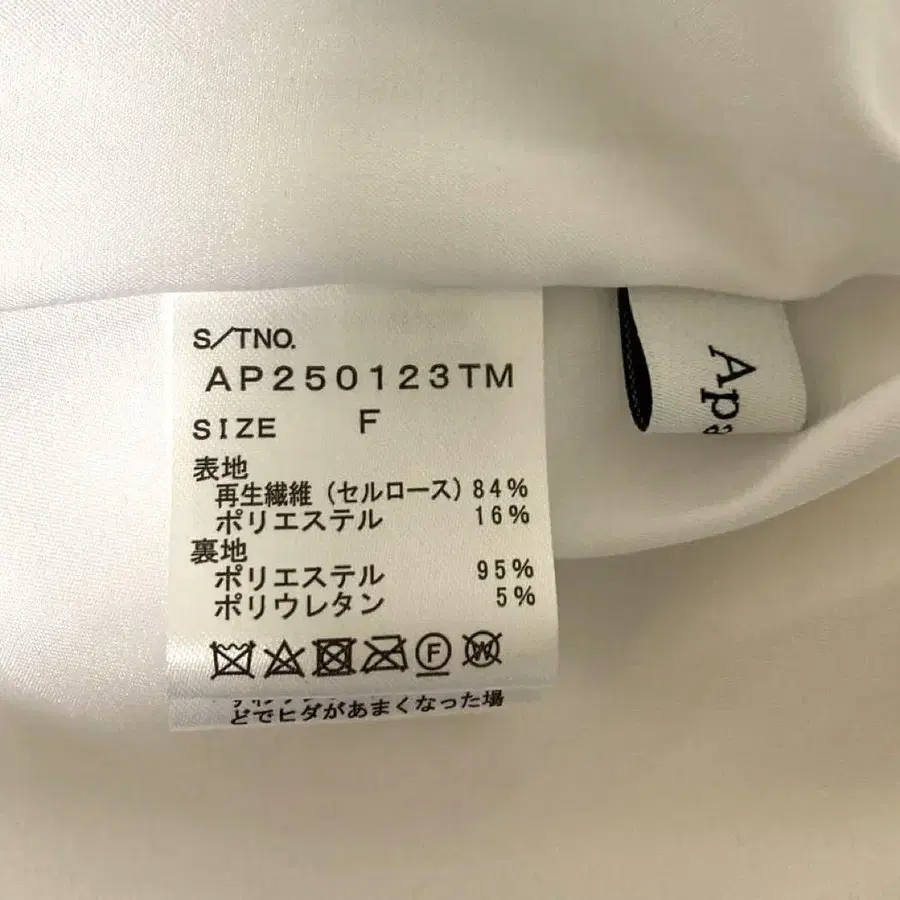 S/TNO.
AP250123TM
SIZE F
表地
再生繊維（セルロース）84%
ポリエステル 16%
裏地
ポリエステル 95%
ポリウレタン 5%
F W
どでヒダがあまくなった場
Ap